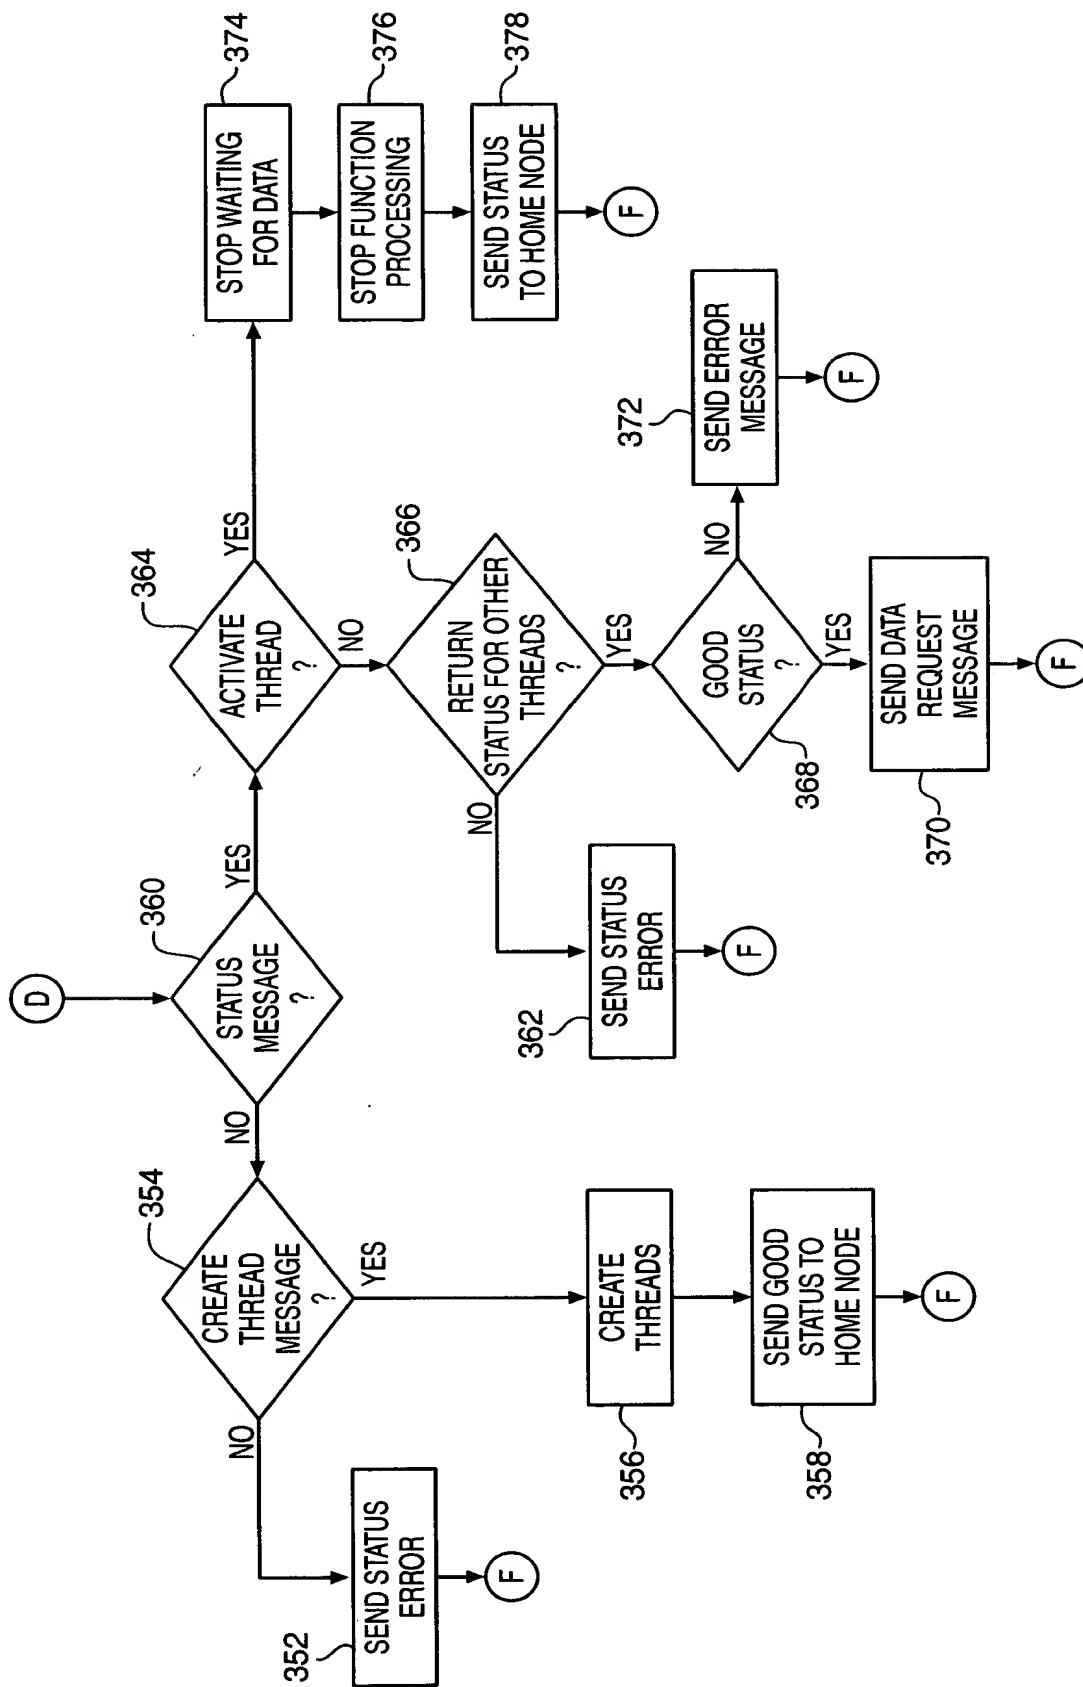 D
360
STATUS
MESSAGE
?
NO
YES
354
CREATE
THREAD
MESSAGE
?
NO
YES
352
SEND STATUS
ERROR
F
356
CREATE
THREADS
358
SEND GOOD
STATUS TO
HOME NODE
F
364
ACTIVATE
THREAD
?
YES
NO
374
STOP WAITING
FOR DATA
376
STOP FUNCTION
PROCESSING
378
SEND STATUS
TO HOME NODE
F
366
RETURN
STATUS FOR OTHER
THREADS
?
NO
YES
362
SEND STATUS
ERROR
F
368
GOOD
STATUS
?
NO
YES
372
SEND ERROR
MESSAGE
F
370
SEND DATA
REQUEST
MESSAGE
F